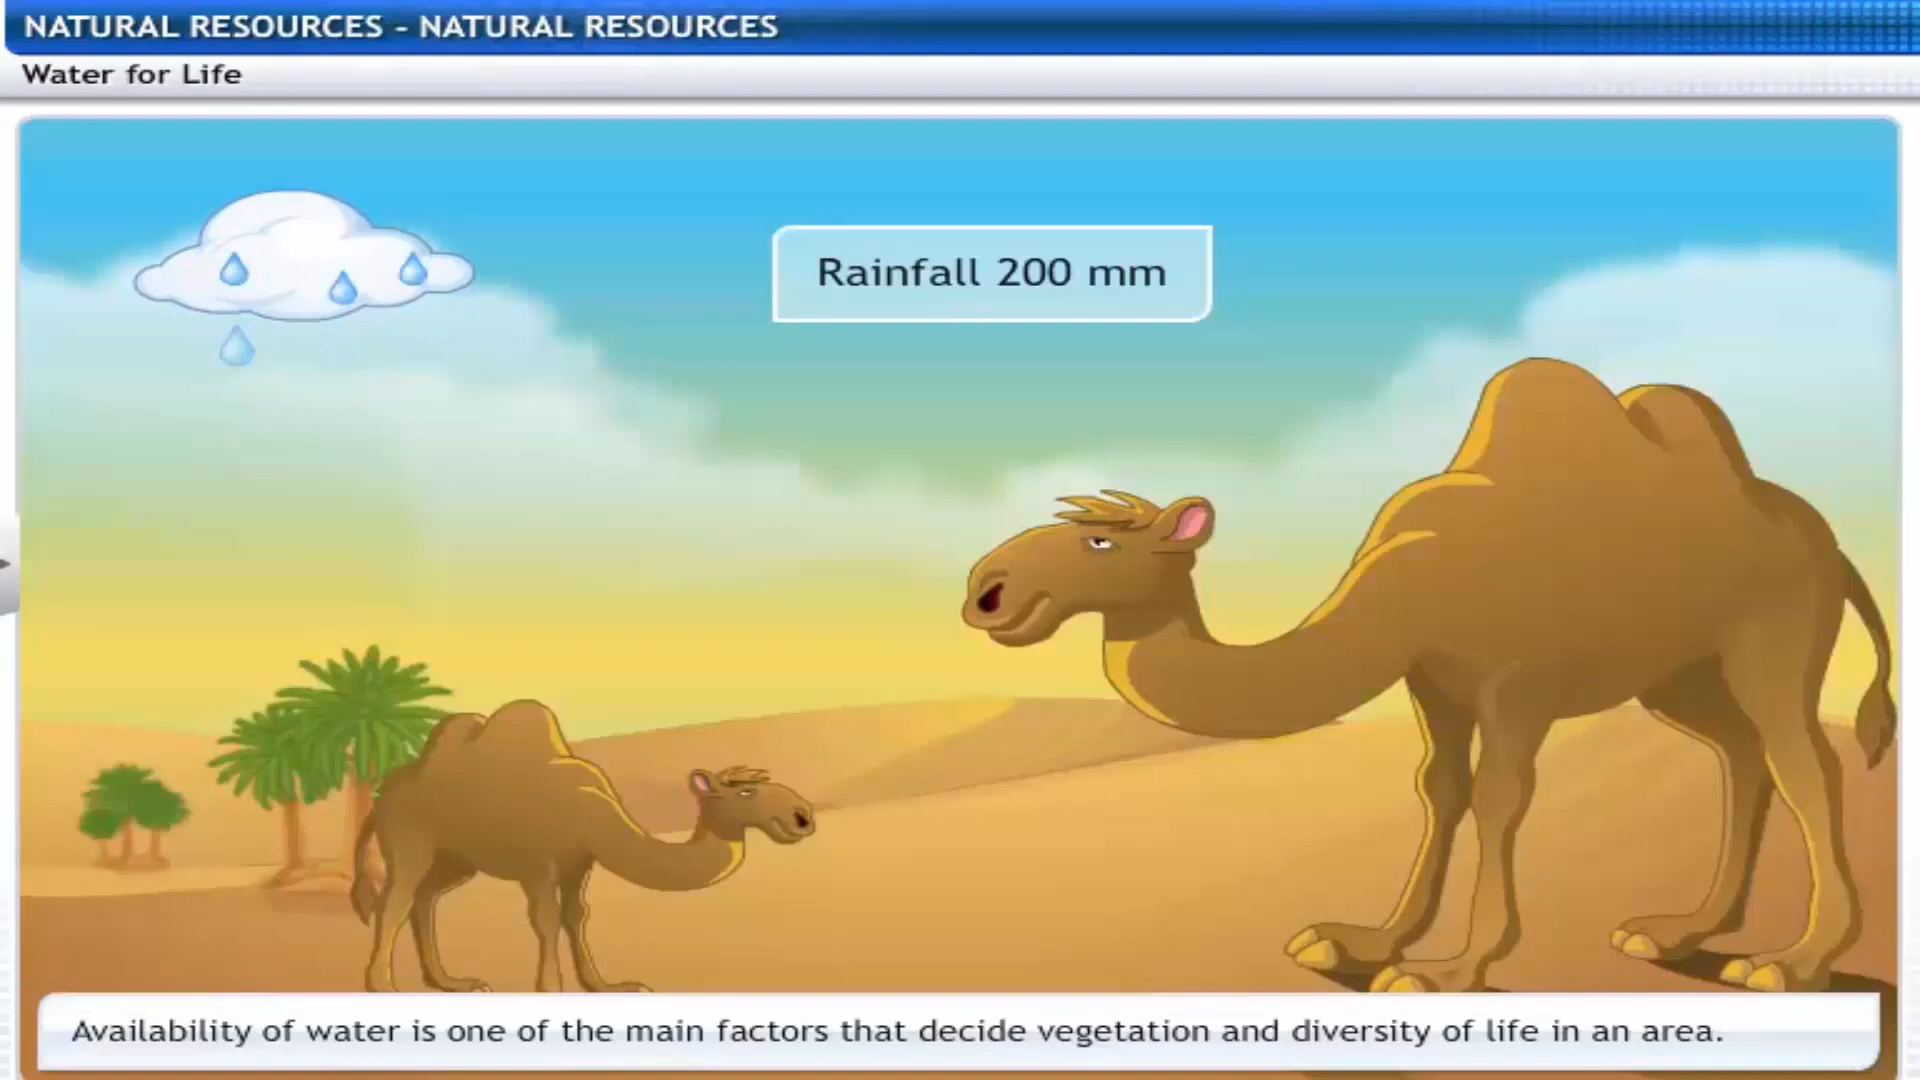 NATURAL RESOURCES – NATURAL RESOURCES
Water for Life
Rainfall 200 mm
Availability of water is one of the main factors that decide vegetation and diversity of life in an area.